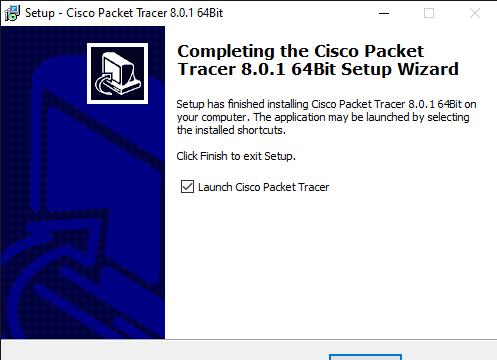 Setup - Cisco Packet Tracer 8.0.1 64Bit
Completing the Cisco Packet
Tracer 8.0.1 64Bit Setup Wizard
Setup has finished installing Cisco Packet Tracer 8.0.1 64Bit on
your computer. The application may be launched by selecting
the installed shortcuts.
Click Finish to exit Setup.
Launch Cisco Packet Tracer